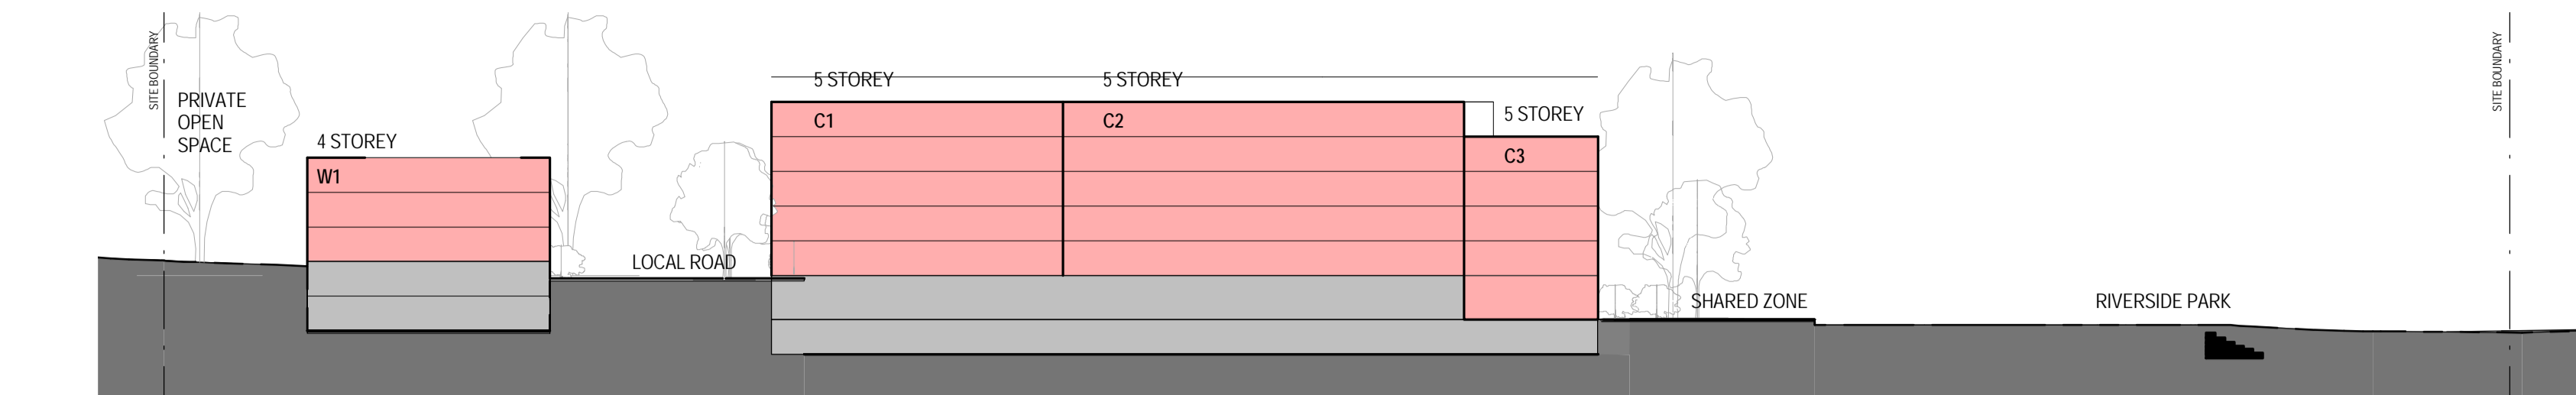 SITE BOUNDARY
PRIVATE
OPEN
SPACE
4 STOREY
W1
LOCAL ROAD
5 STOREY
C1
5 STOREY
C2
5 STOREY
C3
SHARED ZONE
RIVERSIDE PARK
SITE BOUNDARY